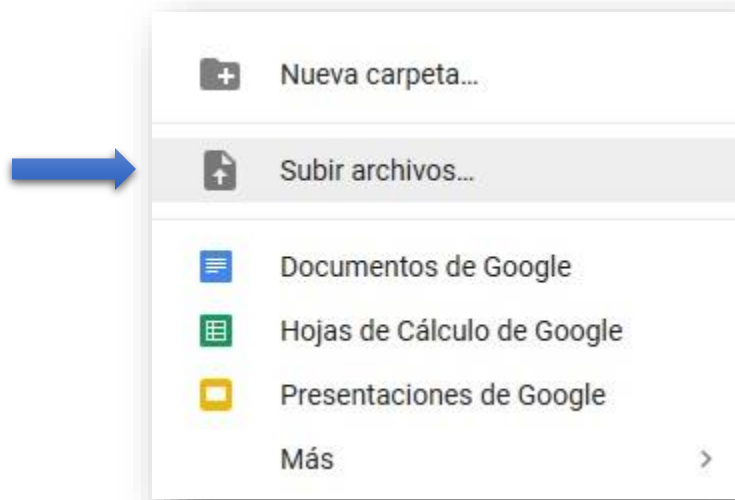 Nueva carpeta...
Subir archivos...
Documentos de Google
Hojas de Cálculo de Google
Presentaciones de Google
Más